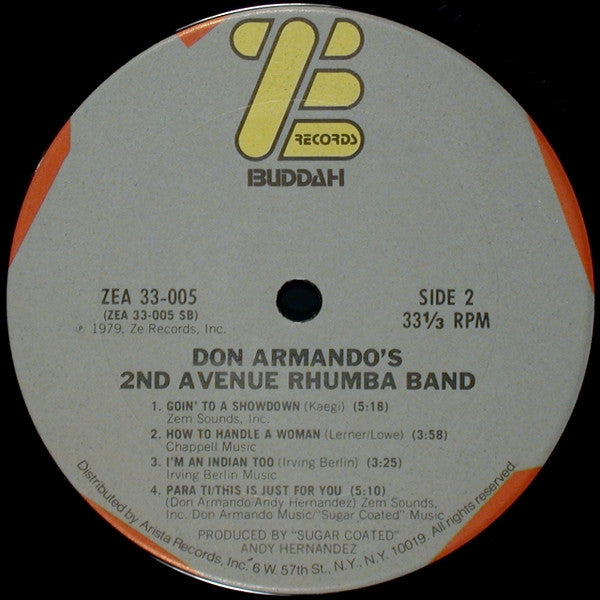 ZE
RECORDS
BUDDAH
ZEA 33-005
(ZEA 33-005 SB)
℗ 1979, Ze Records, Inc.
SIDE 2
33⅓ RPM
DON ARMANDO'S
2ND AVENUE RHUMBA BAND
1. GOIN' TO A SHOWDOWN (Kaegi) (5:18)
Zem Sounds, Inc.
2. HOW TO HANDLE A WOMAN (Lerner/Lowe) (3:58)
Chappell Music
3. I'M AN INDIAN TOO (Irving Berlin) (3:25)
Irving Berlin Music
4. PARA TI/THIS IS JUST FOR YOU (5:10)
(Don Armando/Andy Hernandez) Zem Sounds,
Inc./Don Armando Music/"Sugar Coated" Music
PRODUCED BY "SUGAR COATED"
ANDY HERNANDEZ
Distributed by Arista Records, Inc. 6 W. 57th St., N.Y., N.Y. 10019. All rights reserved.